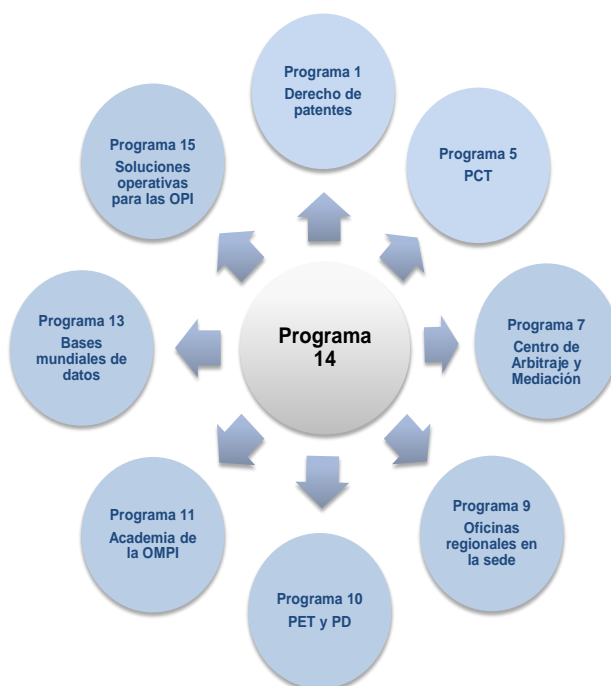 Programa 1
Derecho de
patentes
Programa 5
PCT
Programa 7
Centro de
Arbitraje y
Mediación
Programa 9
Oficinas
regionales en
la sede
Programa 10
PET y PD
Programa 11
Academia de
la OMPI
Programa 13
Bases
mundiales de
datos
Programa 15
Soluciones
operativas
para las OPI
Programa
14